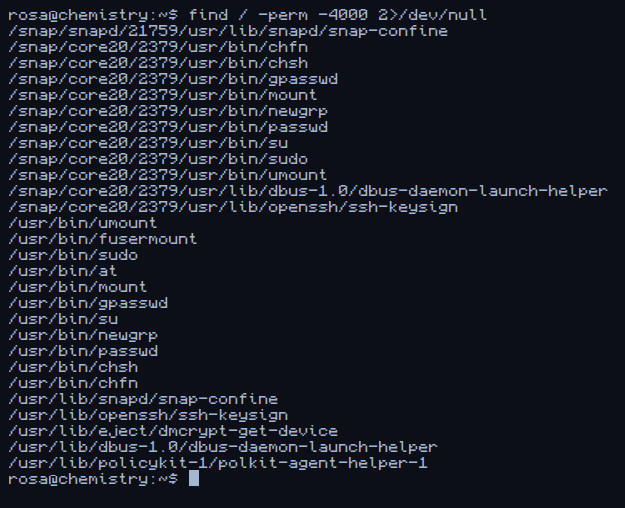 rosa@chemistry:~$ find / -perm -4000 2>/dev/null
/snap/snapd/21759/usr/lib/snapd/snap-confine
/snap/core20/2379/usr/bin/chfn
/snap/core20/2379/usr/bin/chsh
/snap/core20/2379/usr/bin/gpasswd
/snap/core20/2379/usr/bin/mount
/snap/core20/2379/usr/bin/newgrp
/snap/core20/2379/usr/bin/passwd
/snap/core20/2379/usr/bin/su
/snap/core20/2379/usr/bin/sudo
/snap/core20/2379/usr/bin/umount
/snap/core20/2379/usr/lib/dbus-1.0/dbus-daemon-launch-helper
/snap/core20/2379/usr/lib/openssh/ssh-keysign
/usr/bin/umount
/usr/bin/fusermount
/usr/bin/sudo
/usr/bin/at
/usr/bin/mount
/usr/bin/gpasswd
/usr/bin/su
/usr/bin/newgrp
/usr/bin/passwd
/usr/bin/chsh
/usr/bin/chfn
/usr/lib/snapd/snap-confine
/usr/lib/openssh/ssh-keysign
/usr/lib/eject/dmcrypt-get-device
/usr/lib/dbus-1.0/dbus-daemon-launch-helper
/usr/lib/policykit-1/polkit-agent-helper-1
rosa@chemistry:~$